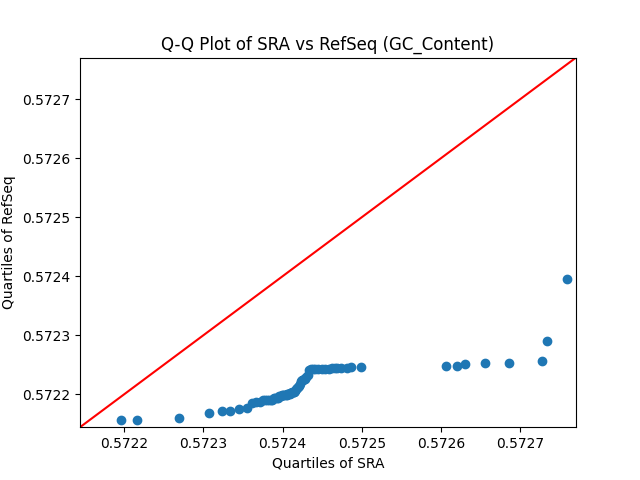 Q-Q Plot of SRA vs RefSeq (GC_Content)
Quartiles of RefSeq
0.5727
0.5726
0.5725
0.5724
0.5723
0.5722
0.5722 0.5723 0.5724 0.5725 0.5726 0.5727
Quartiles of SRA